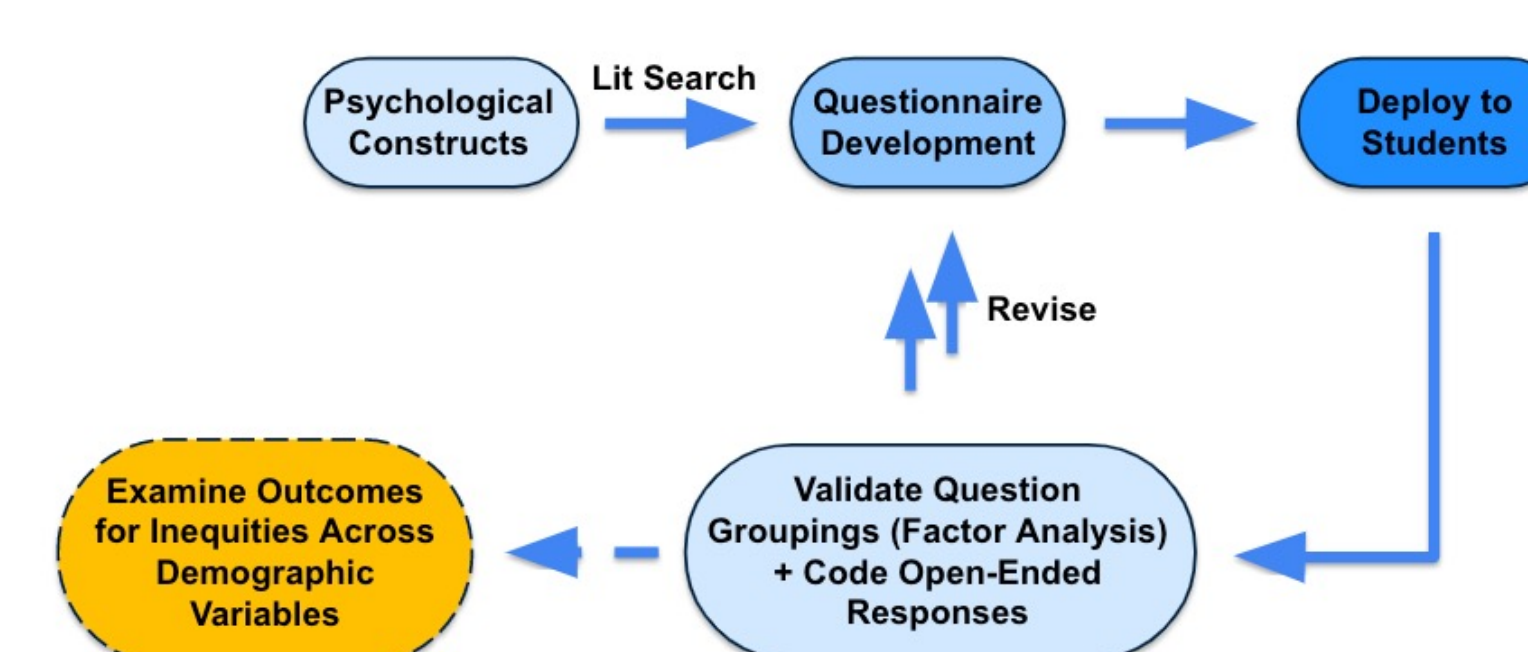 Psychological
Constructs
Lit Search
Questionnaire
Development
Deploy to
Students
Revise
Examine Outcomes
for Inequities Across
Demographic
Variables
Validate Question
Groupings (Factor Analysis)
+ Code Open-Ended
Responses